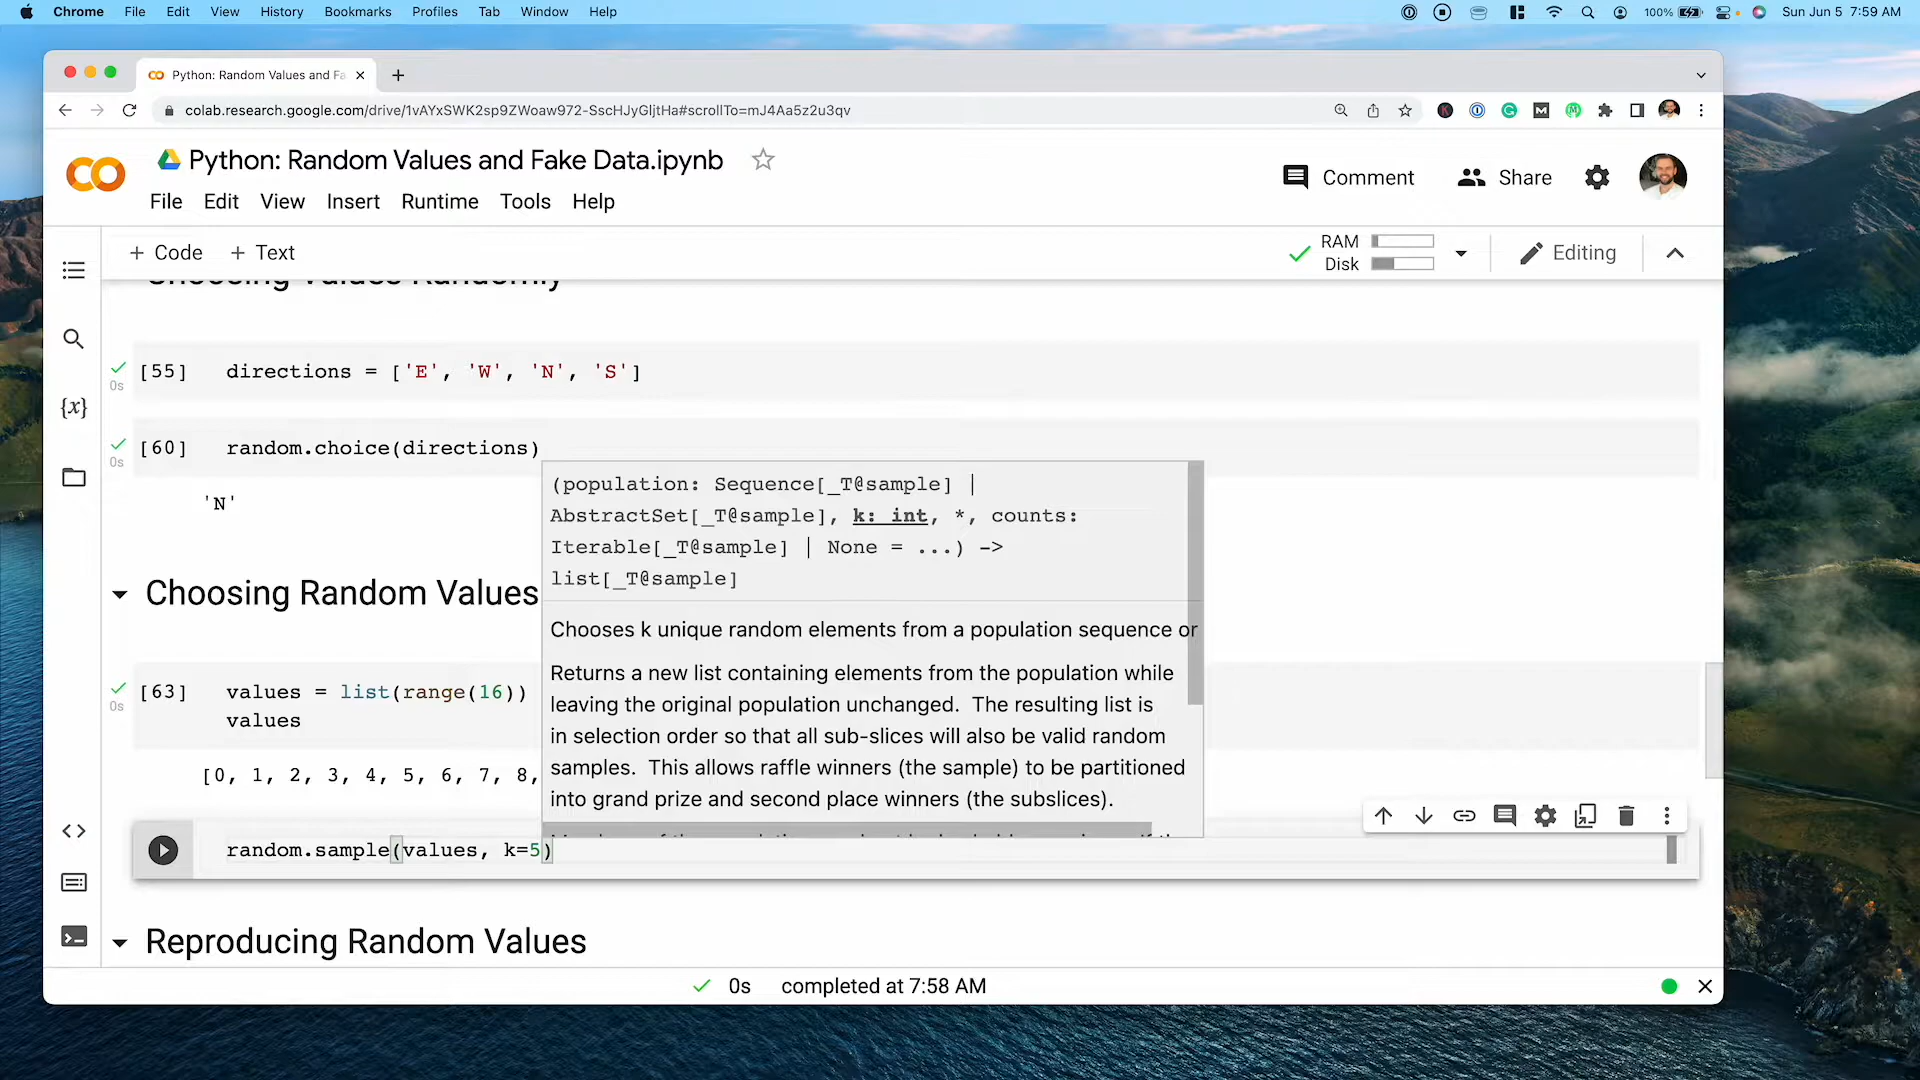 Chrome File Edit View History Bookmarks Profiles Tab Window Help 100% Sun Jun 5 7:59 AM
Python: Random Values and Fa
colab.research.google.com/drive/1vAYxSWK2sp9ZWoaw972-SscHJyGljtHa#scrollTo=mJ4Aa5z2u3qv
Python: Random Values and Fake Data.ipynb
Comment Share
File Edit View Insert Runtime Tools Help
+ Code + Text
RAM
Disk
Editing
Choosing Values Randomly
[55] directions = ['E', 'W', 'N', 'S']
0s
[60] random.choice(directions)
0s
'N'
(population: Sequence[_T@sample] |
AbstractSet[_T@sample], k: int, *, counts:
Iterable[_T@sample] | None = ...) ->
list[_T@sample]
Choosing Random Values
Chooses k unique random elements from a population sequence or
Returns a new list containing elements from the population while
leaving the original population unchanged. The resulting list is
in selection order so that all sub-slices will also be valid random
samples. This allows raffle winners (the sample) to be partitioned
into grand prize and second place winners (the subslices).
[63] values = list(range(16))
0s
values
[0, 1, 2, 3, 4, 5, 6, 7, 8,
random.sample(values, k=5)
Reproducing Random Values
0s completed at 7:58 AM